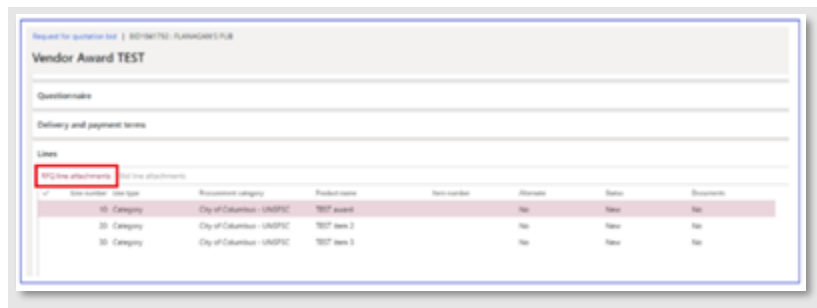 Request for quotation bid | BID1041750 : FLANAGAN'S PUB
Vendor Award TEST
Questionnaire
Delivery and payment terms
Lines
RFQ line attachments Bid line attachments
Line number Line type Procurement category Product name Item number Alternate Status Documents
10 Category City of Columbus - UNSPSC TEST award No New No
20 Category City of Columbus - UNSPSC TEST item 2 No New No
30 Category City of Columbus - UNSPSC TEST item 3 No New No